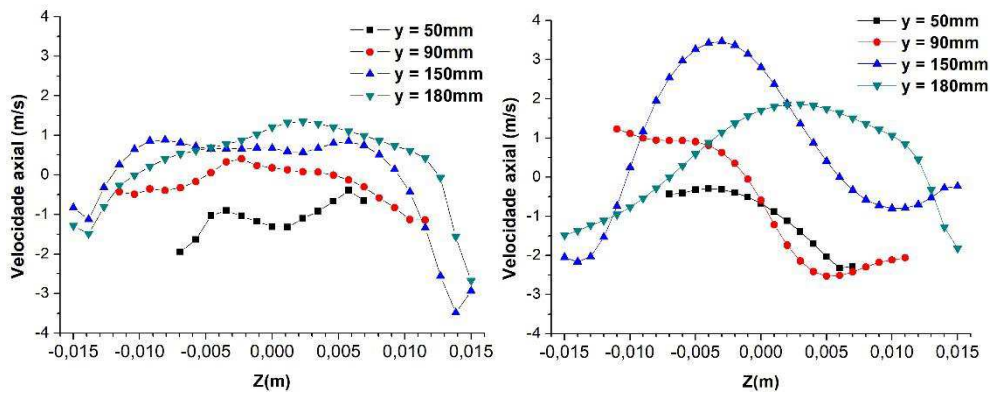 4
3
2
1
0
-1
-2
-3
-4
Velocidade axial (m/s)
y = 50mm
y = 90mm
y = 150mm
y = 180mm
-0,015 -0,010 -0,005 0,000 0,005 0,010 0,015
Z(m)
4
3
2
1
0
-1
-2
-3
-4
Velocidade axial (m/s)
y = 50mm
y = 90mm
y = 150mm
y = 180mm
-0,015 -0,010 -0,005 0,000 0,005 0,010 0,015
Z(m)